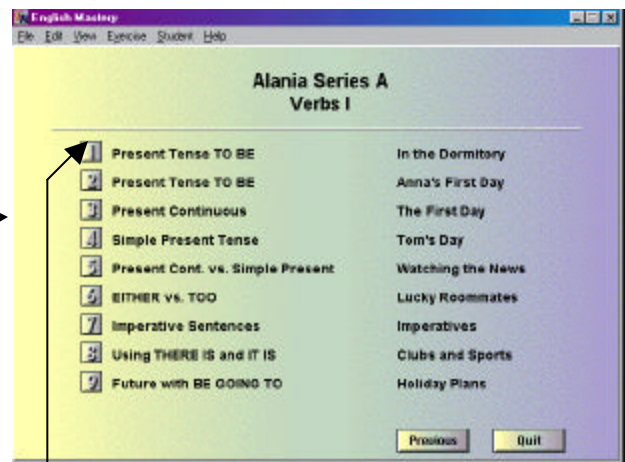 English Mastery
File Edit View Exercise Student Help
Alania Series A
Verbs I
1 Present Tense TO BE In the Dormitory
2 Present Tense TO BE Anna's First Day
3 Present Continuous The First Day
4 Simple Present Tense Tom's Day
5 Present Cont. vs. Simple Present Watching the News
6 EITHER vs. TOO Lucky Roommates
7 Imperative Sentences Imperatives
8 Using THERE IS and IT IS Clubs and Sports
9 Future with BE GOING TO Holiday Plans
Previous Quit